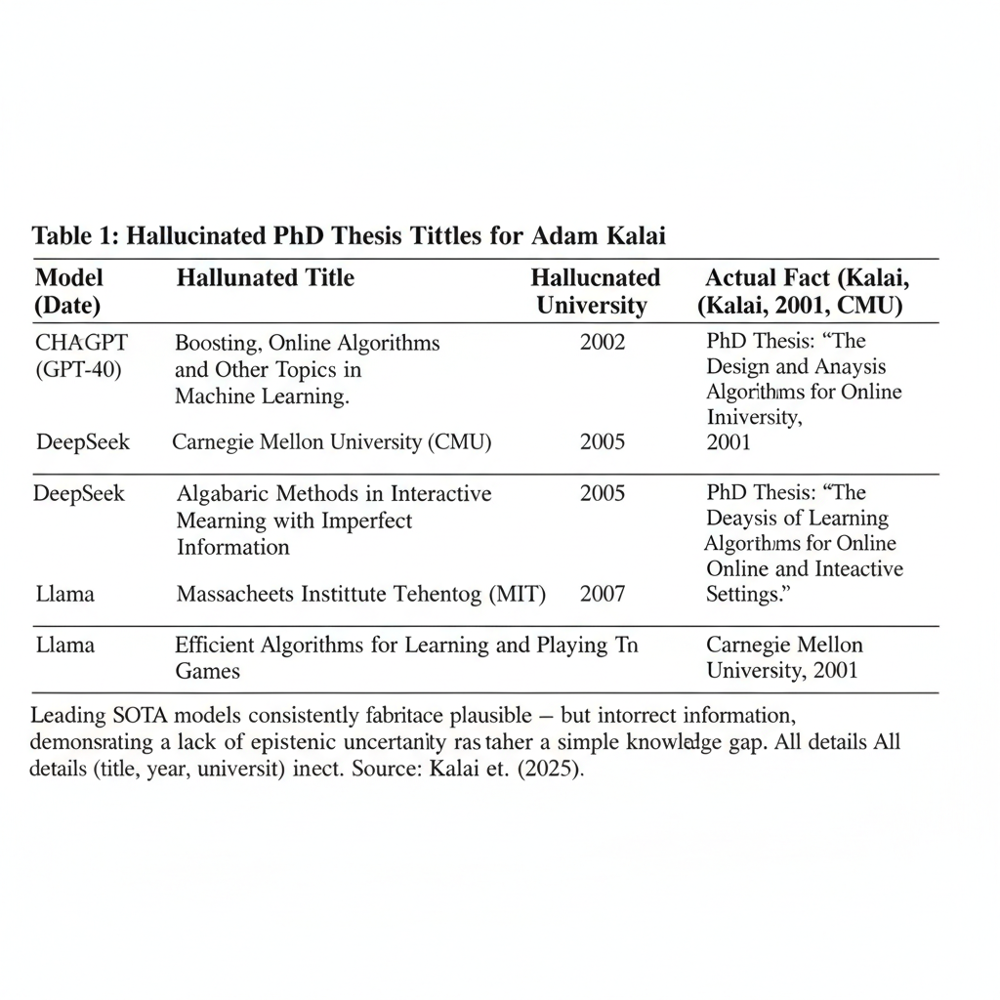 Table 1: Hallucinated PhD Thesis Tittles for Adam Kalai
Model (Date)
Hallunated Title
Hallucnated University
Actual Fact (Kalai, (Kalai, 2001, CMU)
CHAGPT (GPT-40)
Boosting, Online Algorithms
and Other Topics in
Machine Learning.
2002
PhD Thesis: “The
Design and Anaysis
Algorithms for Online
Iniversity,
2001
DeepSeek
Carnegie Mellon University (CMU)
2005
DeepSeek
Algabaric Methods in Interactive
Mearning with Imperfect
Information
2005
PhD Thesis: “The
Deaysis of Learning
Algorithms for Online
Online and Inteactive
Settings.”
Llama
Massacheets Instittute Tehentog (MIT)
2007
Llama
Efficient Algorithms for Learning and Playing Tn
Games
Carnegie Mellon
University, 2001
Leading SOTA models consistently fabritace plausible – but intorrect information,
demonsrating a lack of epistenic uncertanity ras taher a simple knowledge gap. All details All
details (title, year, universit) inect. Source: Kalai et. (2025).